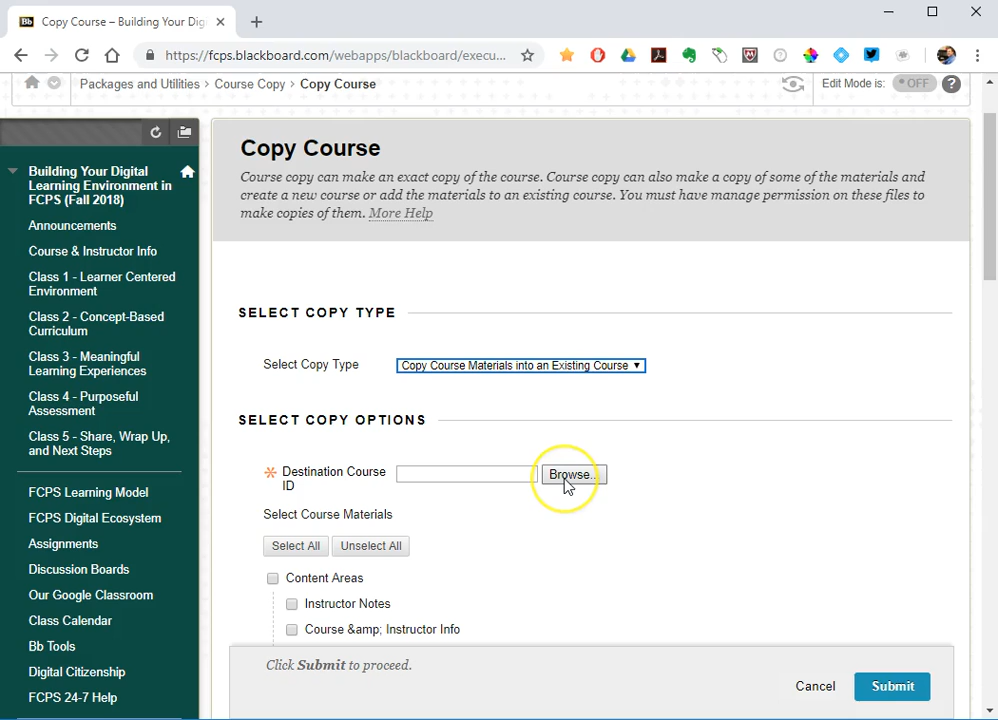 Bb Copy Course – Building Your Dig
https://fcps.blackboard.com/webapps/blackboard/execu...
Packages and Utilities > Course Copy > Copy Course
Edit Mode is: • OFF ?
Copy Course
Course copy can make an exact copy of the course. Course copy can also make a copy of some of the materials and
create a new course or add the materials to an existing course. You must have manage permission on these files to
make copies of them. More Help
Building Your Digital
Learning Environment in
FCPS (Fall 2018)
Announcements
Course & Instructor Info
Class 1 - Learner Centered
Environment
Class 2 - Concept-Based
Curriculum
Class 3 - Meaningful
Learning Experiences
Class 4 - Purposeful
Assessment
Class 5 - Share, Wrap Up,
and Next Steps
FCPS Learning Model
FCPS Digital Ecosystem
Assignments
Discussion Boards
Our Google Classroom
Class Calendar
Bb Tools
Digital Citizenship
FCPS 24-7 Help
SELECT COPY TYPE
Select Copy Type Copy Course Materials into an Existing Course
SELECT COPY OPTIONS
Destination Course
ID
Browse...
Select Course Materials
Select All Unselect All
Content Areas
Instructor Notes
Course &amp; Instructor Info
Click Submit to proceed.
Cancel Submit